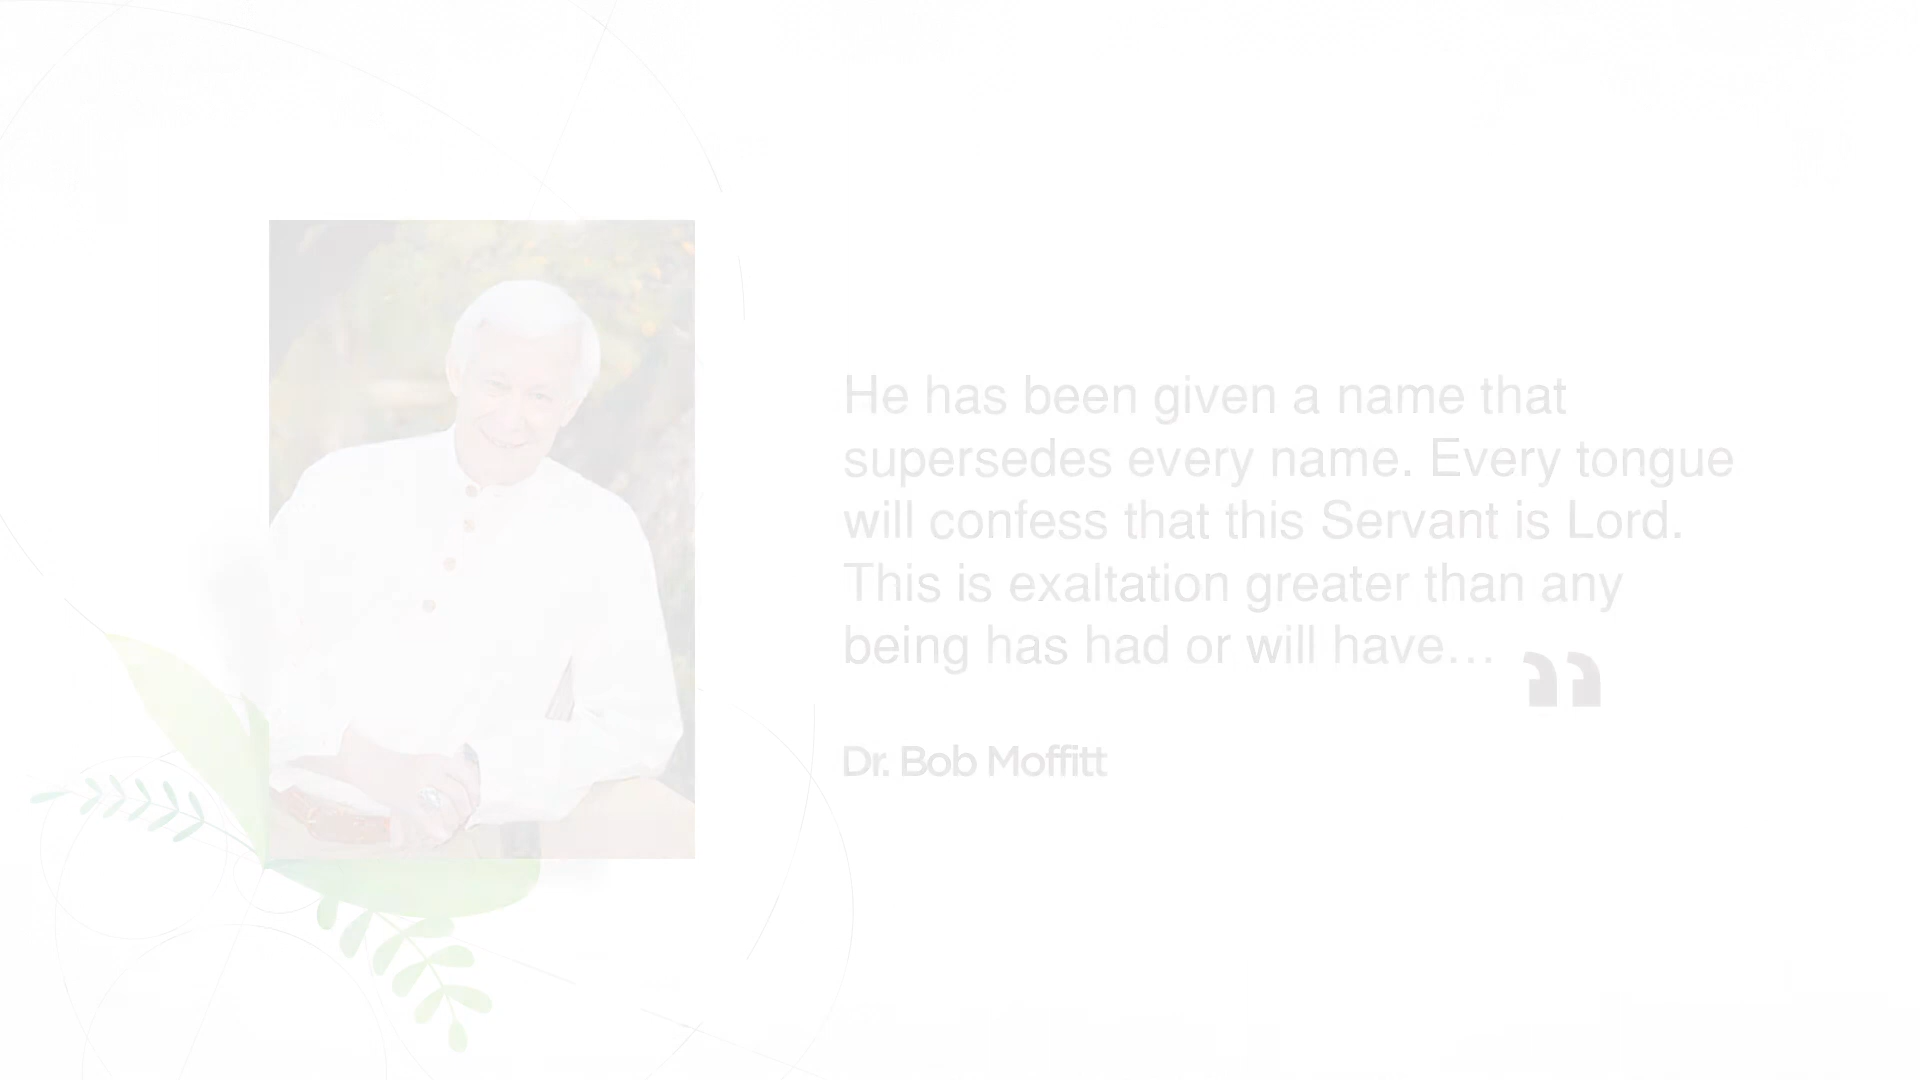 He has been given a name that
supersedes every name. Every tongue
will confess that this Servant is Lord.
This is exaltation greater than any
being has had or will have… ”
Dr. Bob Moffitt